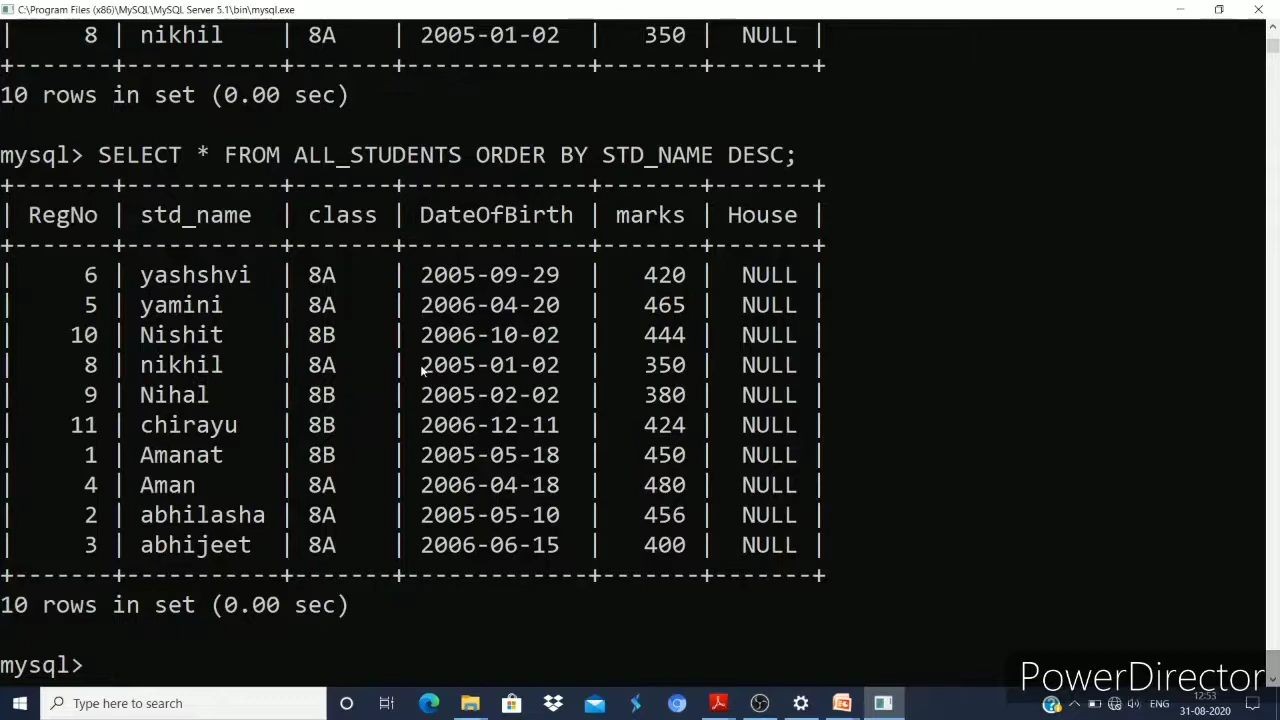 C:\Program Files (x86)\MySQL\MySQL Server 5.1\bin\mysql.exe
| 8 | nikhil | 8A | 2005-01-02 | 350 | NULL |
+-------+-----------+-------+-------------+-------+-------+
10 rows in set (0.00 sec)
mysql> SELECT * FROM ALL_STUDENTS ORDER BY STD_NAME DESC;
+-------+-----------+-------+-------------+-------+-------+
| RegNo | std_name | class | DateOfBirth | marks | House |
+-------+-----------+-------+-------------+-------+-------+
| 6 | yashshvi | 8A | 2005-09-29 | 420 | NULL |
| 5 | yamini | 8A | 2006-04-20 | 465 | NULL |
| 10 | Nishit | 8B | 2006-10-02 | 444 | NULL |
| 8 | nikhil | 8A | 2005-01-02 | 350 | NULL |
| 9 | Nihal | 8B | 2005-02-02 | 380 | NULL |
| 11 | chirayu | 8B | 2006-12-11 | 424 | NULL |
| 1 | Amanat | 8B | 2005-05-18 | 450 | NULL |
| 4 | Aman | 8A | 2006-04-18 | 480 | NULL |
| 2 | abhilasha | 8A | 2005-05-10 | 456 | NULL |
| 3 | abhijeet | 8A | 2006-06-15 | 400 | NULL |
+-------+-----------+-------+-------------+-------+-------+
10 rows in set (0.00 sec)
mysql>
PowerDirector
Type here to search
ENG
12:53
31-08-2020